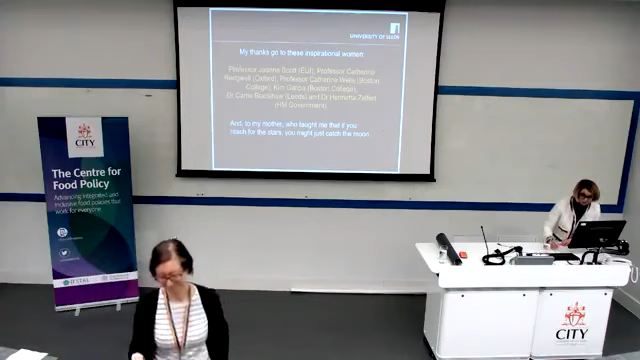 UNIVERSITY OF LEEDS
My thanks go to these inspirational women:
Professor Joanne Scott (EUI), Professor Catherine
Redgwell (Oxford), Professor Catherine Wells (Boston
College), Kim Garcia (Boston College),
Dr Carrie Bradshaw (Leeds) and Dr Henrietta Zeffert
(HM Government)
And, to my mother, who taught me that if you
reach for the stars, you might just catch the moon
CITY
The Centre for
Food Policy
Advancing integrated and
inclusive food policies that
work for everyone
CITY